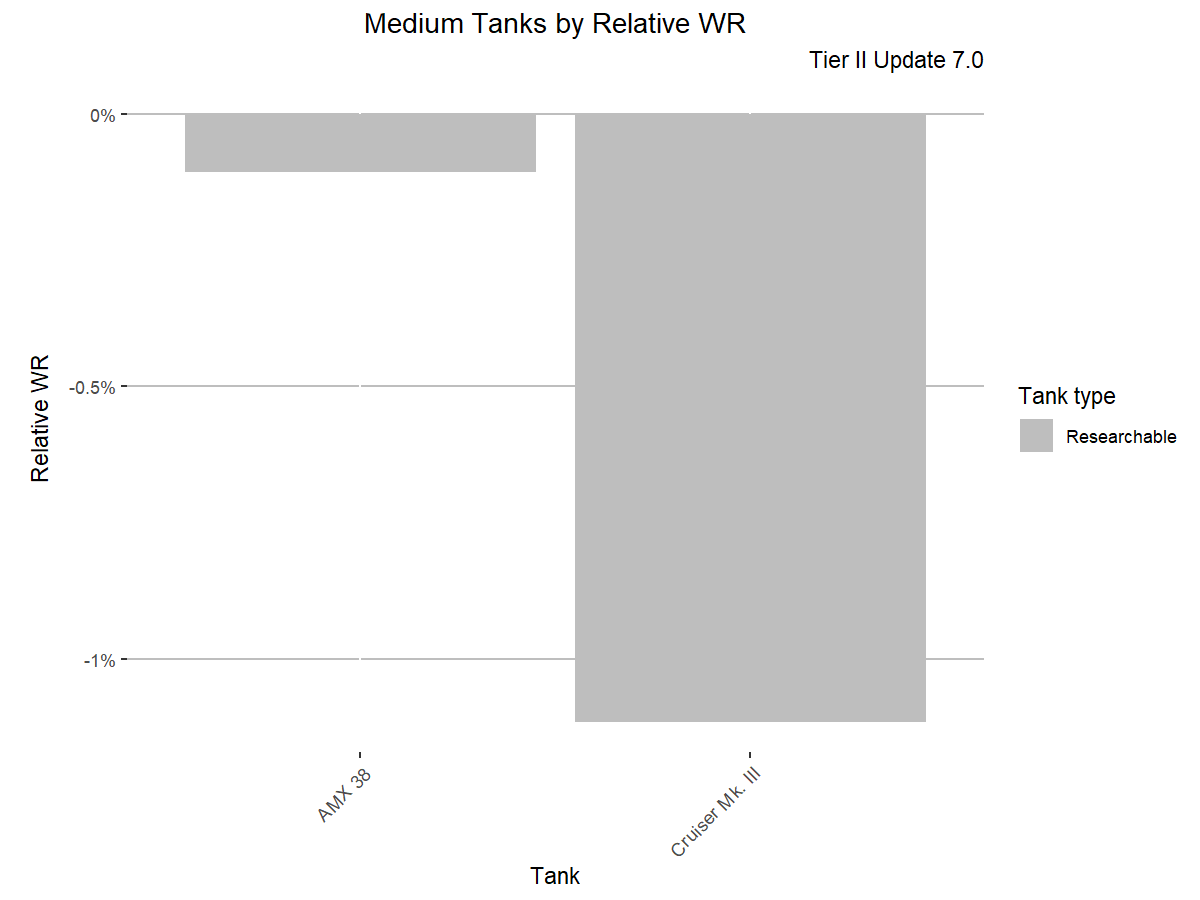 Medium Tanks by Relative WR
Tier II Update 7.0
0%
-0.5%
-1%
Relative WR
AMX 38
Cruiser Mk. III
Tank
Tank type
Researchable